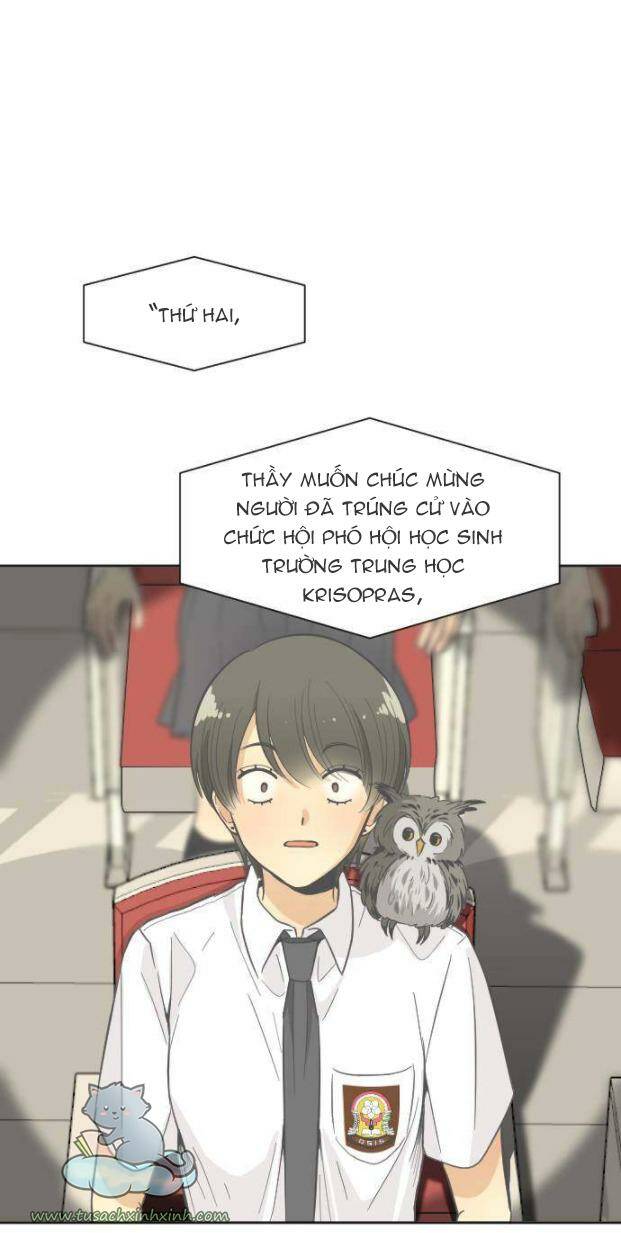 “THỨ HAI,
THẦY MUỐN CHÚC MỪNG
NGƯỜI ĐÃ TRÚNG CỬ VÀO
CHỨC HỘI PHÓ HỘI HỌC SINH
TRƯỜNG TRUNG HỌC
KRISOPRAS,
OSIS
www.tusachxinhxinh.com